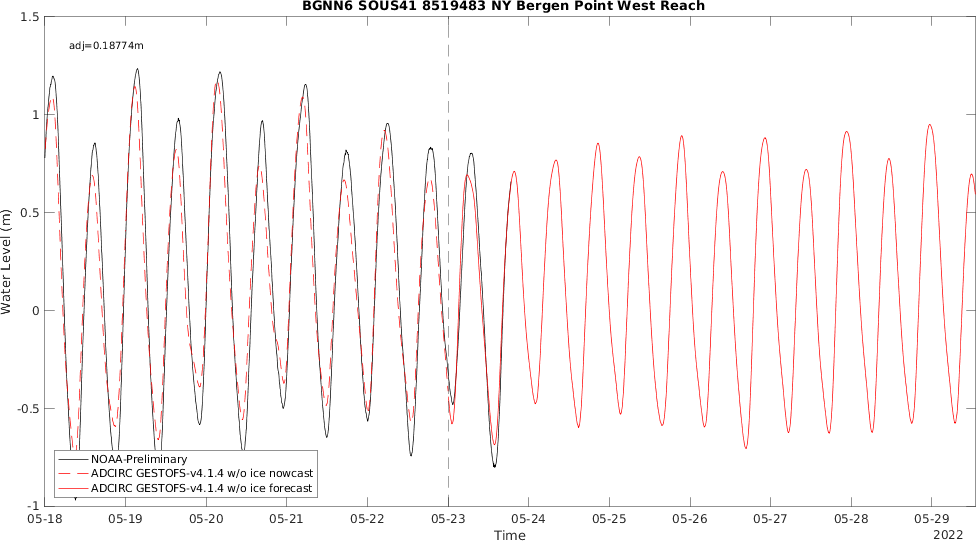 BGNN6 SOUS41 8519483 NY Bergen Point West Reach
adj=0.18774m
1.5
1
0.5
0
-0.5
-1
Water Level (m)
NOAA-Preliminary
ADCIRC GESTOFS-v4.1.4 w/o ice nowcast
ADCIRC GESTOFS-v4.1.4 w/o ice forecast
05-18 05-19 05-20 05-21 05-22 05-23 05-24 05-25 05-26 05-27 05-28 05-29
Time
2022